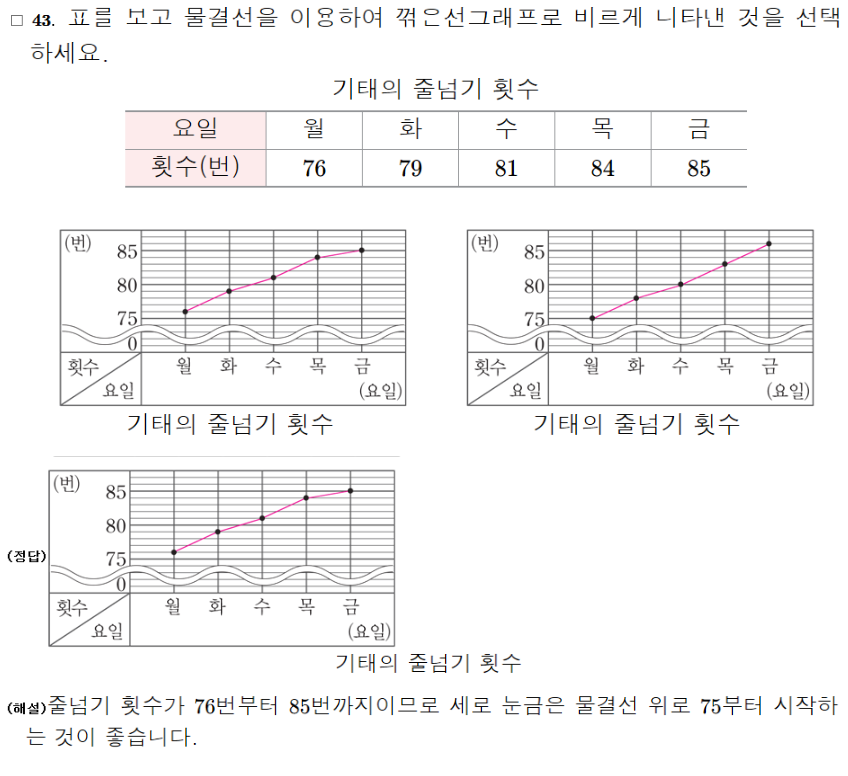 □ 43. 표를 보고 물결선을 이용하여 꺾은선그래프로 바르게 나타낸 것을 선택
하세요.
기태의 줄넘기 횟수
요일 월 화 수 목 금
횟수(번) 76 79 81 84 85
(번) 85 80 75 0
횟수 요일 월 화 수 목 금 (요일)
기태의 줄넘기 횟수
(번) 85 80 75 0
횟수 요일 월 화 수 목 금 (요일)
기태의 줄넘기 횟수
(정답)
(번) 85 80 75 0
횟수 요일 월 화 수 목 금 (요일)
기태의 줄넘기 횟수
(해설)줄넘기 횟수가 76번부터 85번까지이므로 세로 눈금은 물결선 위로 75부터 시작하
는 것이 좋습니다.